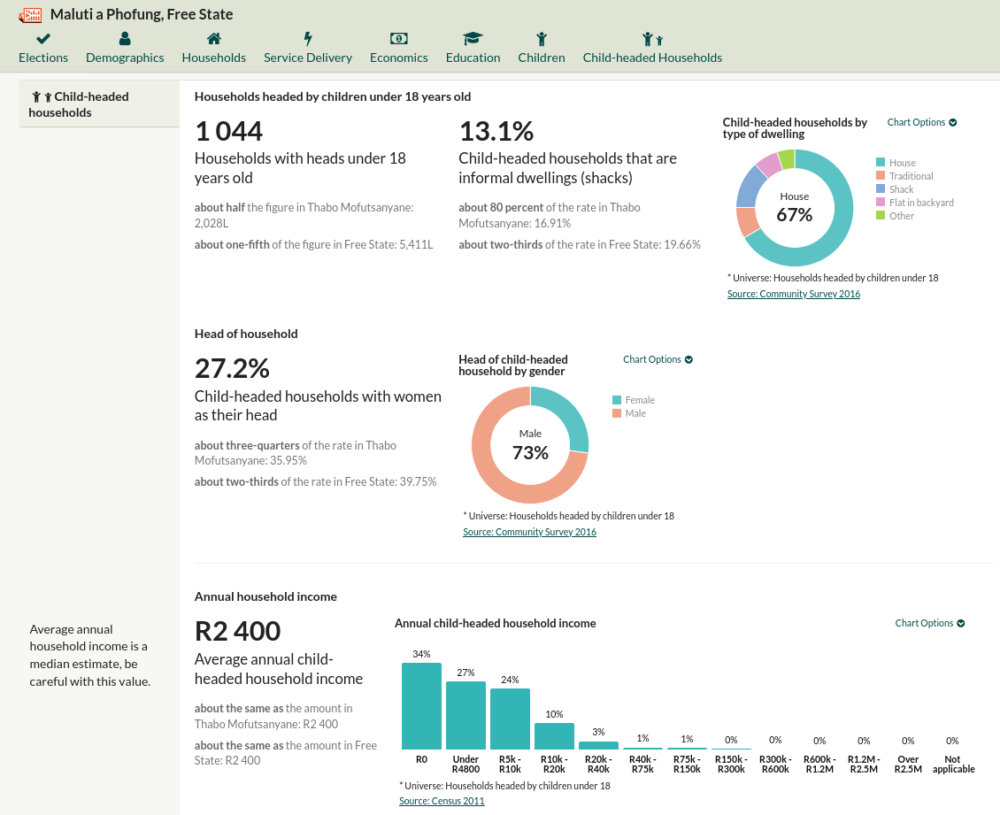 Maluti a Phofung, Free State
Elections
Demographics
Households
Service Delivery
Economics
Education
Children
Child-headed Households
Child-headed
households
Households headed by children under 18 years old
1 044
Households with heads under 18
years old
about half the figure in Thabo Mofutsanyane:
2,028L
about one-fifth of the figure in Free State: 5,411L
13.1%
Child-headed households that are
informal dwellings (shacks)
about 80 percent of the rate in Thabo
Mofutsanyane: 16.91%
about two-thirds of the rate in Free State: 19.66%
Child-headed households by
type of dwelling
Chart Options
House
67%
House
Traditional
Shack
Flat in backyard
Other
* Universe: Households headed by children under 18
Source: Community Survey 2016
Head of household
27.2%
Child-headed households with women
as their head
about three-quarters of the rate in Thabo
Mofutsanyane: 35.95%
about two-thirds of the rate in Free State: 39.75%
Head of child-headed
household by gender
Chart Options
Male
73%
Female
Male
* Universe: Households headed by children under 18
Source: Community Survey 2016
Annual household income
Average annual
household income is a
median estimate, be
careful with this value.
R2 400
Average annual child-
headed household income
about the same as the amount in
Thabo Mofutsanyane: R2 400
about the same as the amount in Free
State: R2 400
Annual child-headed household income
Chart Options
34%
27%
24%
10%
3%
1%
1%
0%
0%
0%
0%
0%
0%
R0
Under
R4800
R5k -
R10k
R10k -
R20k
R20k -
R40k
R40k -
R75k
R75k -
R150k
R150k -
R300k
R300k -
R600k
R600k -
R1.2M
R1.2M -
R2.5M
Over
R2.5M
Not
applicable
* Universe: Households headed by children under 18
Source: Census 2011